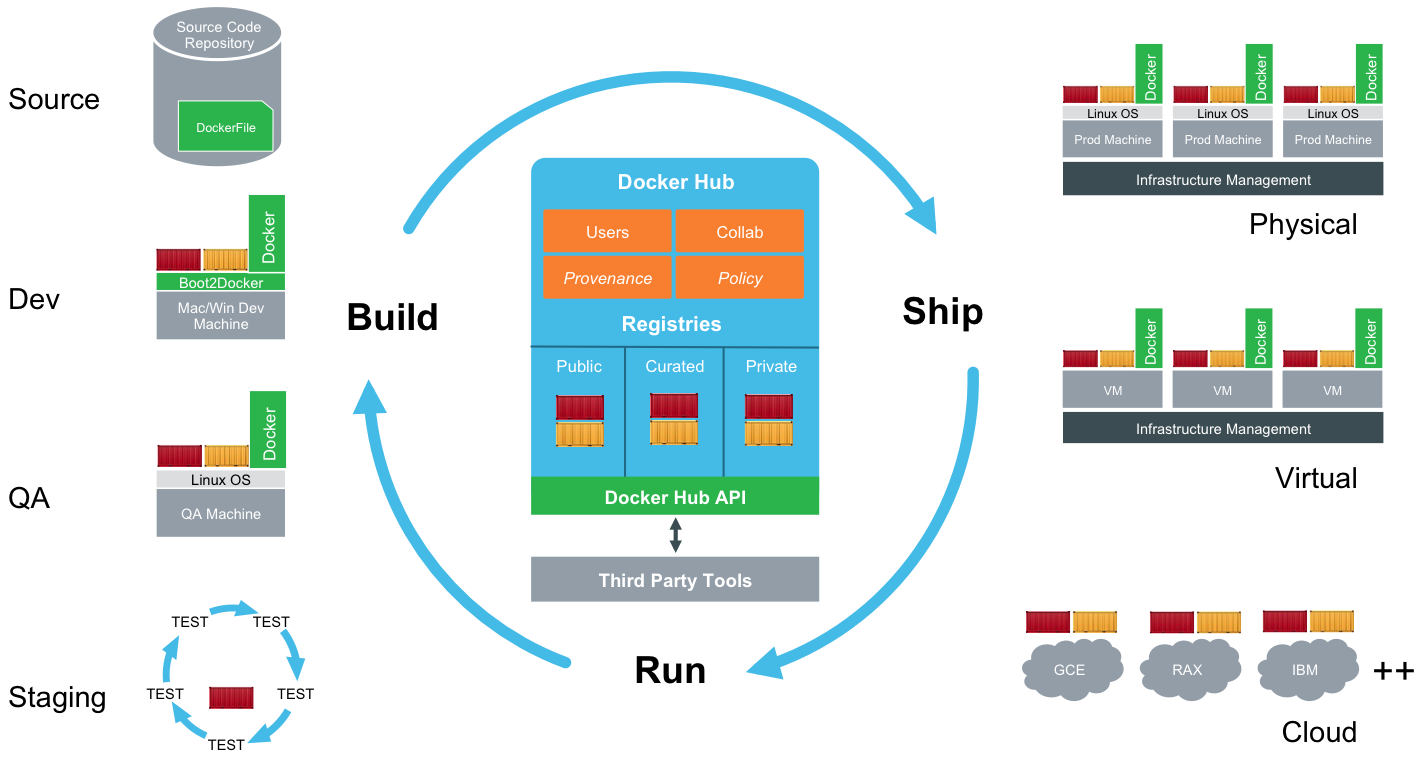 Source
Source Code
Repository
DockerFile
Dev
Docker
Boot2Docker
Mac/Win Dev
Machine
QA
Docker
Linux OS
QA Machine
Staging
TEST
TEST
TEST
TEST
TEST
Build
Ship
Run
Docker Hub
Users
Collab
Provenance
Policy
Registries
Public
Curated
Private
Docker Hub API
Third Party Tools
Docker
Docker
Docker
Linux OS
Linux OS
Linux OS
Prod Machine
Prod Machine
Prod Machine
Infrastructure Management
Physical
Docker
Docker
Docker
VM
VM
VM
Infrastructure Management
Virtual
GCE
RAX
IBM
++
Cloud